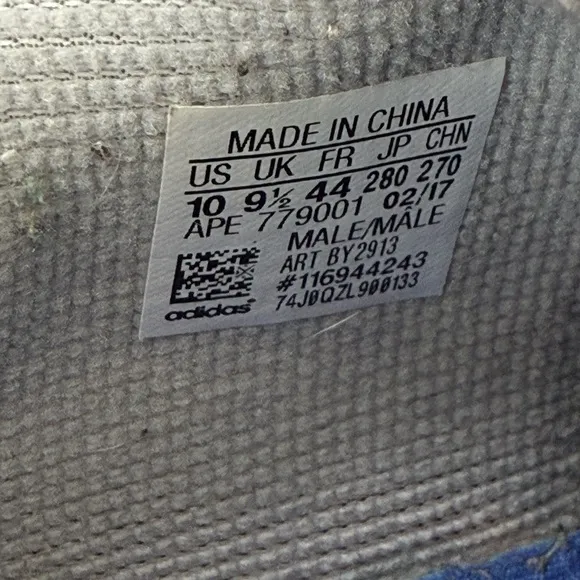 MADE IN CHINA
US UK FR JP CHN
10 9½ 44 280 270
APE 779001 02/17
MALE/MÂLE
ART BY2913
#116944243
74J0QZL900133
adidas®